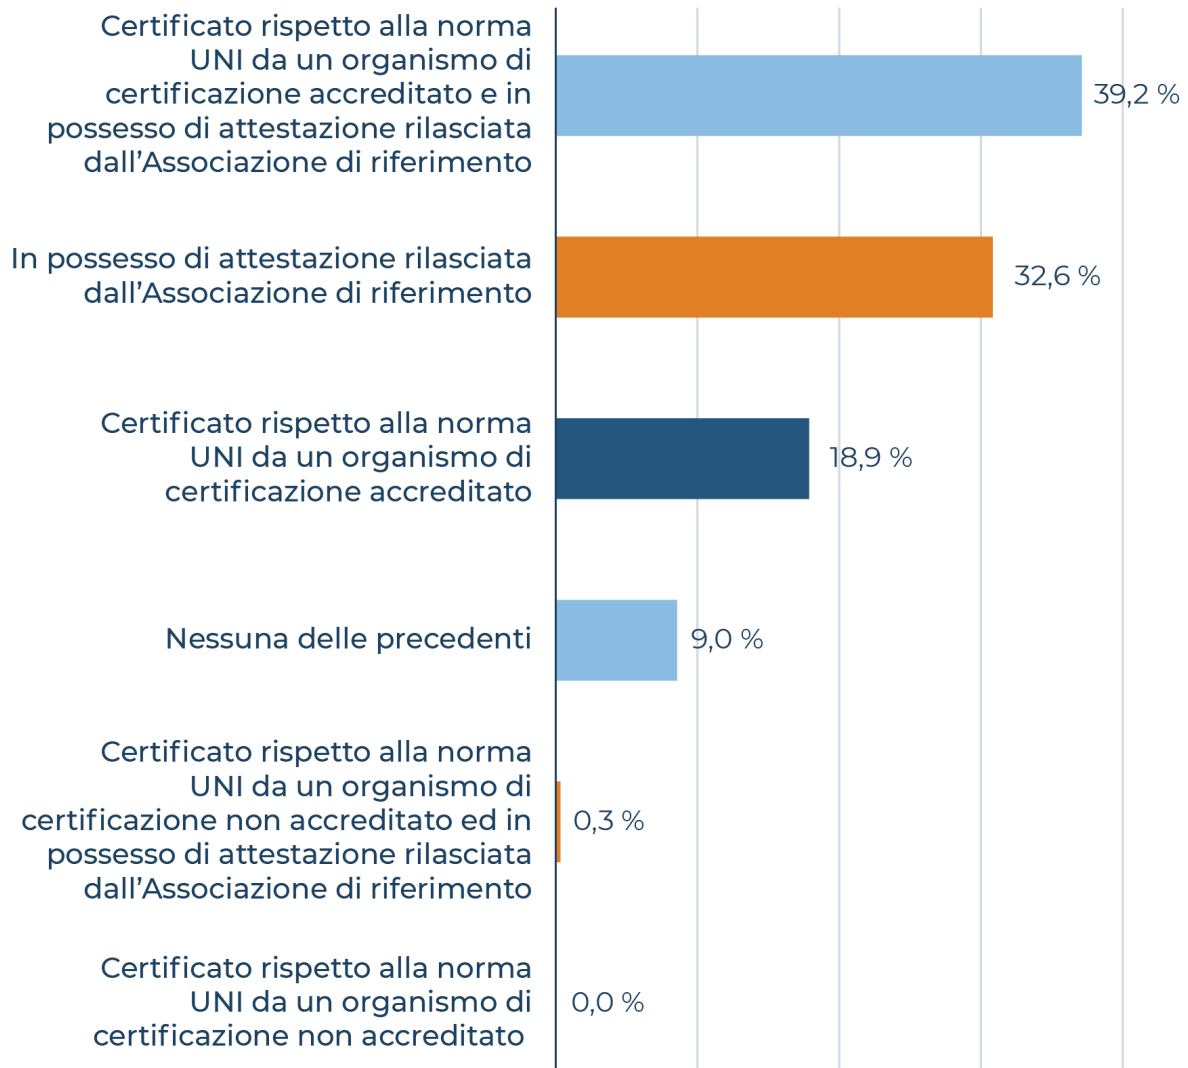 Certificato rispetto alla norma
UNI da un organismo di
certificazione accreditato e in
possesso di attestazione rilasciata
dall’Associazione di riferimento
39,2 %
In possesso di attestazione rilasciata
dall’Associazione di riferimento
32,6 %
Certificato rispetto alla norma
UNI da un organismo di
certificazione accreditato
18,9 %
Nessuna delle precedenti
9,0 %
Certificato rispetto alla norma
UNI da un organismo di
certificazione non accreditato ed in
possesso di attestazione rilasciata
dall’Associazione di riferimento
0,3 %
Certificato rispetto alla norma
UNI da un organismo di
certificazione non accreditato
0,0 %